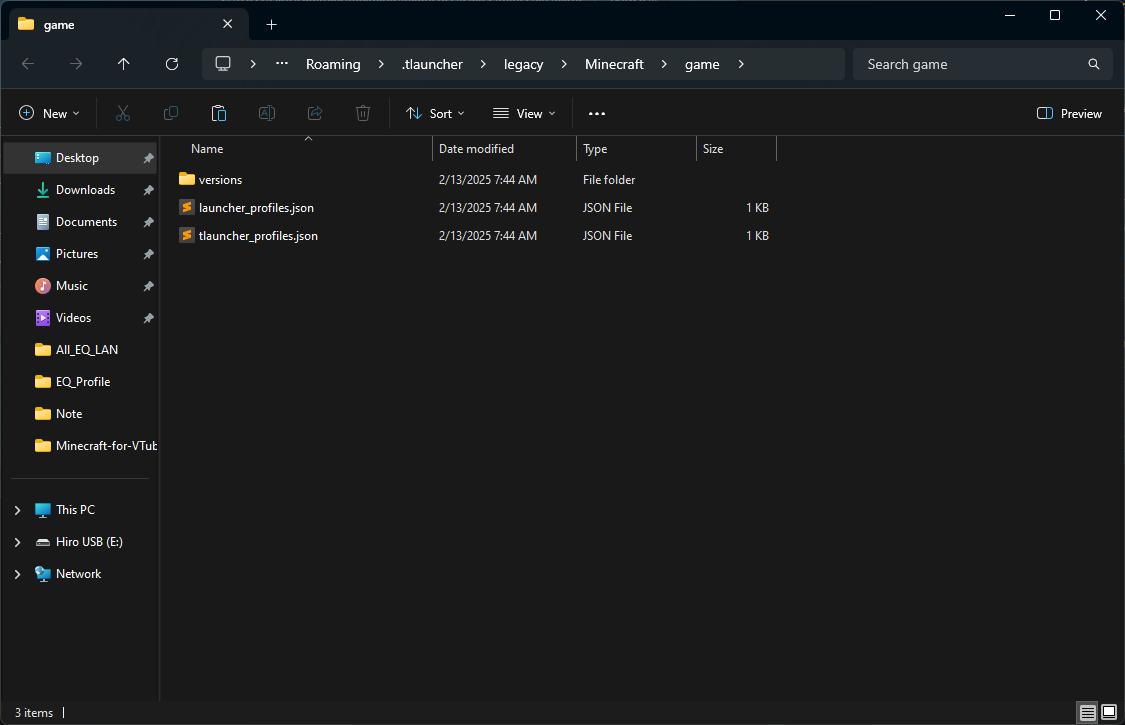 game
Roaming > .tlauncher > legacy > Minecraft > game >
Search game
New
Sort
View
Preview
Name Date modified Type Size
versions 2/13/2025 7:44 AM File folder
launcher_profiles.json 2/13/2025 7:44 AM JSON File 1 KB
tlauncher_profiles.json 2/13/2025 7:44 AM JSON File 1 KB
Desktop
Downloads
Documents
Pictures
Music
Videos
All_EQ_LAN
EQ_Profile
Note
Minecraft-for-VTub
This PC
Hiro USB (E:)
Network
3 items